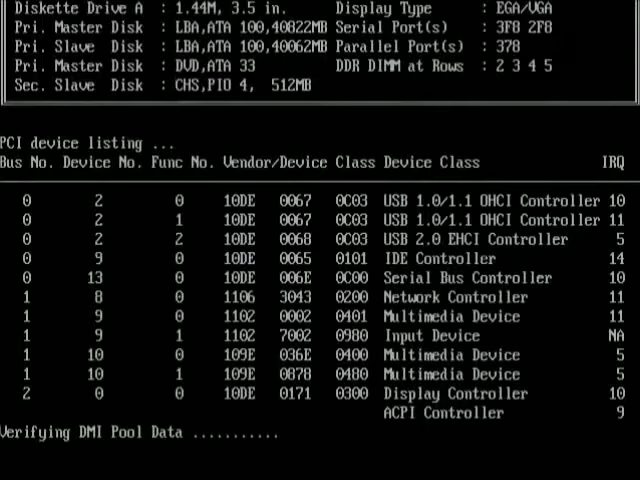 Diskette Drive A : 1.44M, 3.5 in. Display Type : EGA/VGA
Pri. Master Disk : LBA,ATA 100,40822MB Serial Port(s) : 3F8 2F8
Pri. Slave Disk : LBA,ATA 100,40062MB Parallel Port(s) : 378
Pri. Master Disk : DVD,ATA 33 DDR DIMM at Rows : 2 3 4 5
Sec. Slave Disk : CHS,PIO 4, 512MB
PCI device listing ...
Bus No. Device No. Func No. Vendor/Device Class Device Class IRQ
0 2 0 10DE 0067 0C03 USB 1.0/1.1 OHCI Controller 10
0 2 1 10DE 0067 0C03 USB 1.0/1.1 OHCI Controller 11
0 2 2 10DE 0068 0C03 USB 2.0 EHCI Controller 5
0 9 0 10DE 0065 0101 IDE Controller 14
0 13 0 10DE 006E 0C00 Serial Bus Controller 10
1 8 0 1106 3043 0200 Network Controller 11
1 9 0 1102 0002 0401 Multimedia Device 11
1 9 1 1102 7002 0980 Input Device NA
1 10 0 109E 036E 0400 Multimedia Device 5
1 10 1 109E 0878 0480 Multimedia Device 5
2 0 0 10DE 0171 0300 Display Controller 10
ACPI Controller 9
Verifying DMI Pool Data ...........